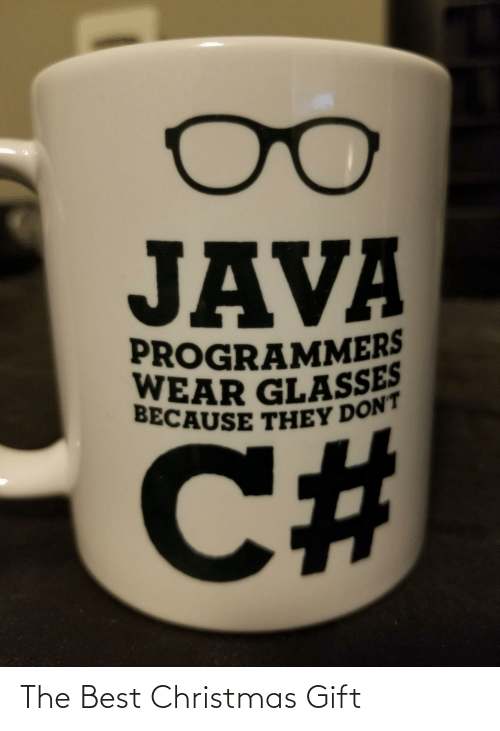 JAVA
PROGRAMMERS
WEAR GLASSES
BECAUSE THEY DON'T
C#
The Best Christmas Gift